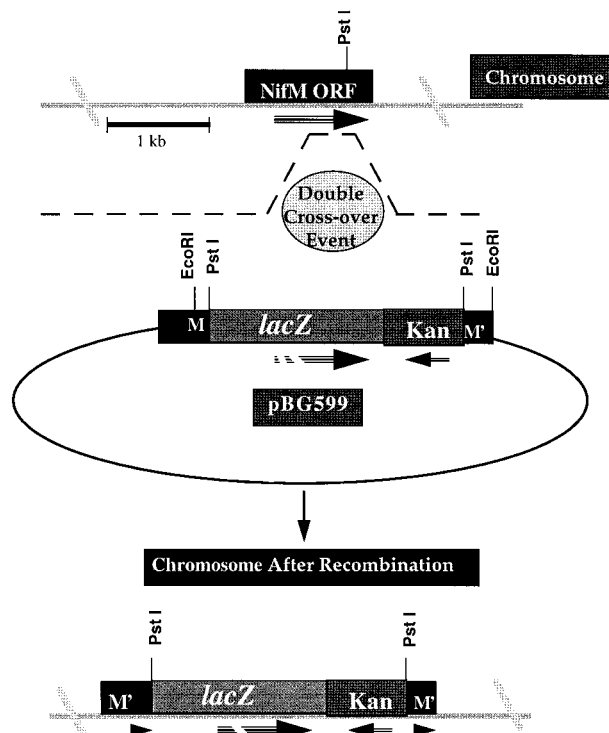 Pst I
NifM ORF
Chromosome
1 kb
Double
Cross-over
Event
EcoRI
Pst I
Pst I
EcoRI
M
lacZ
Kan
M'
pBG599
Chromosome After Recombination
Pst I
Pst I
M'
lacZ
Kan
M'